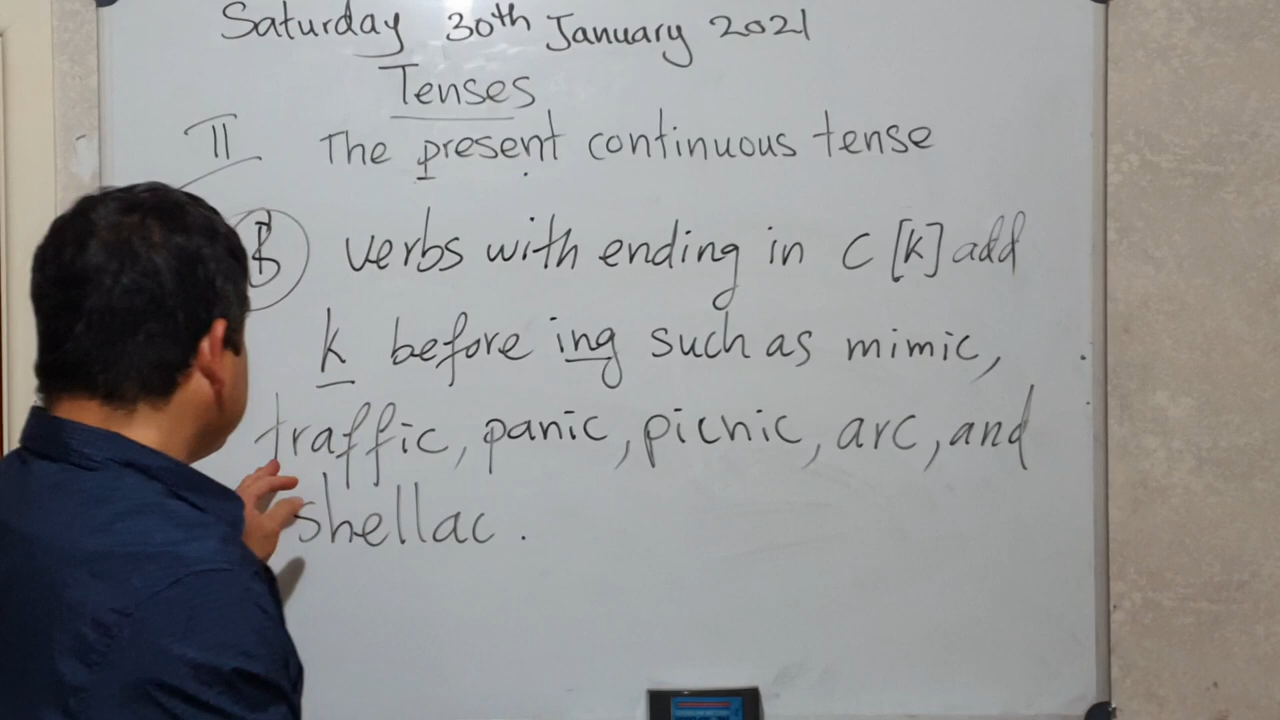 Saturday 30th January 2021
Tenses
II The present continuous tense
B verbs with ending in c [k] add
k before ing such as mimic,
traffic, panic, picnic, arc, and
shellac.